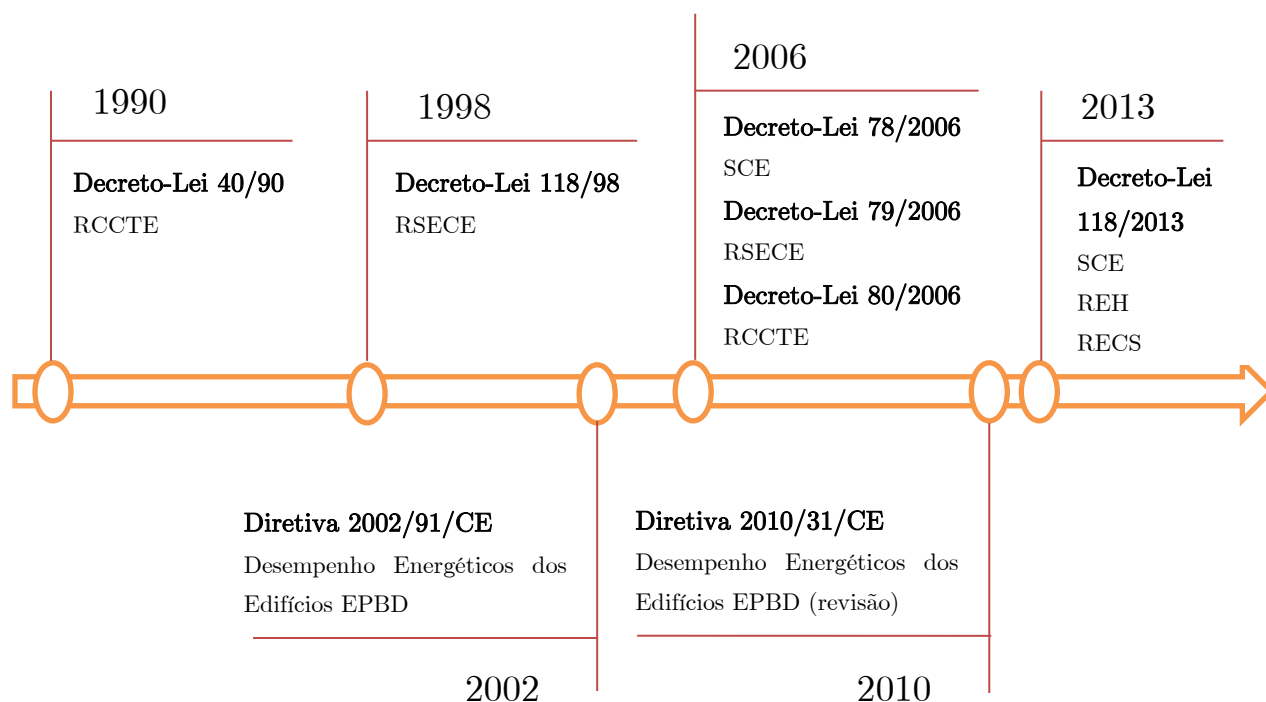 1990
Decreto-Lei 40/90
RCCTE
1998
Decreto-Lei 118/98
RSECE
2006
Decreto-Lei 78/2006
SCE
Decreto-Lei 79/2006
RSECE
Decreto-Lei 80/2006
RCCTE
2013
Decreto-Lei
118/2013
SCE
REH
RECS
Diretiva 2002/91/CE
Desempenho Energéticos dos
Edifícios EPBD
2002
Diretiva 2010/31/CE
Desempenho Energéticos dos
Edifícios EPBD (revisão)
2010